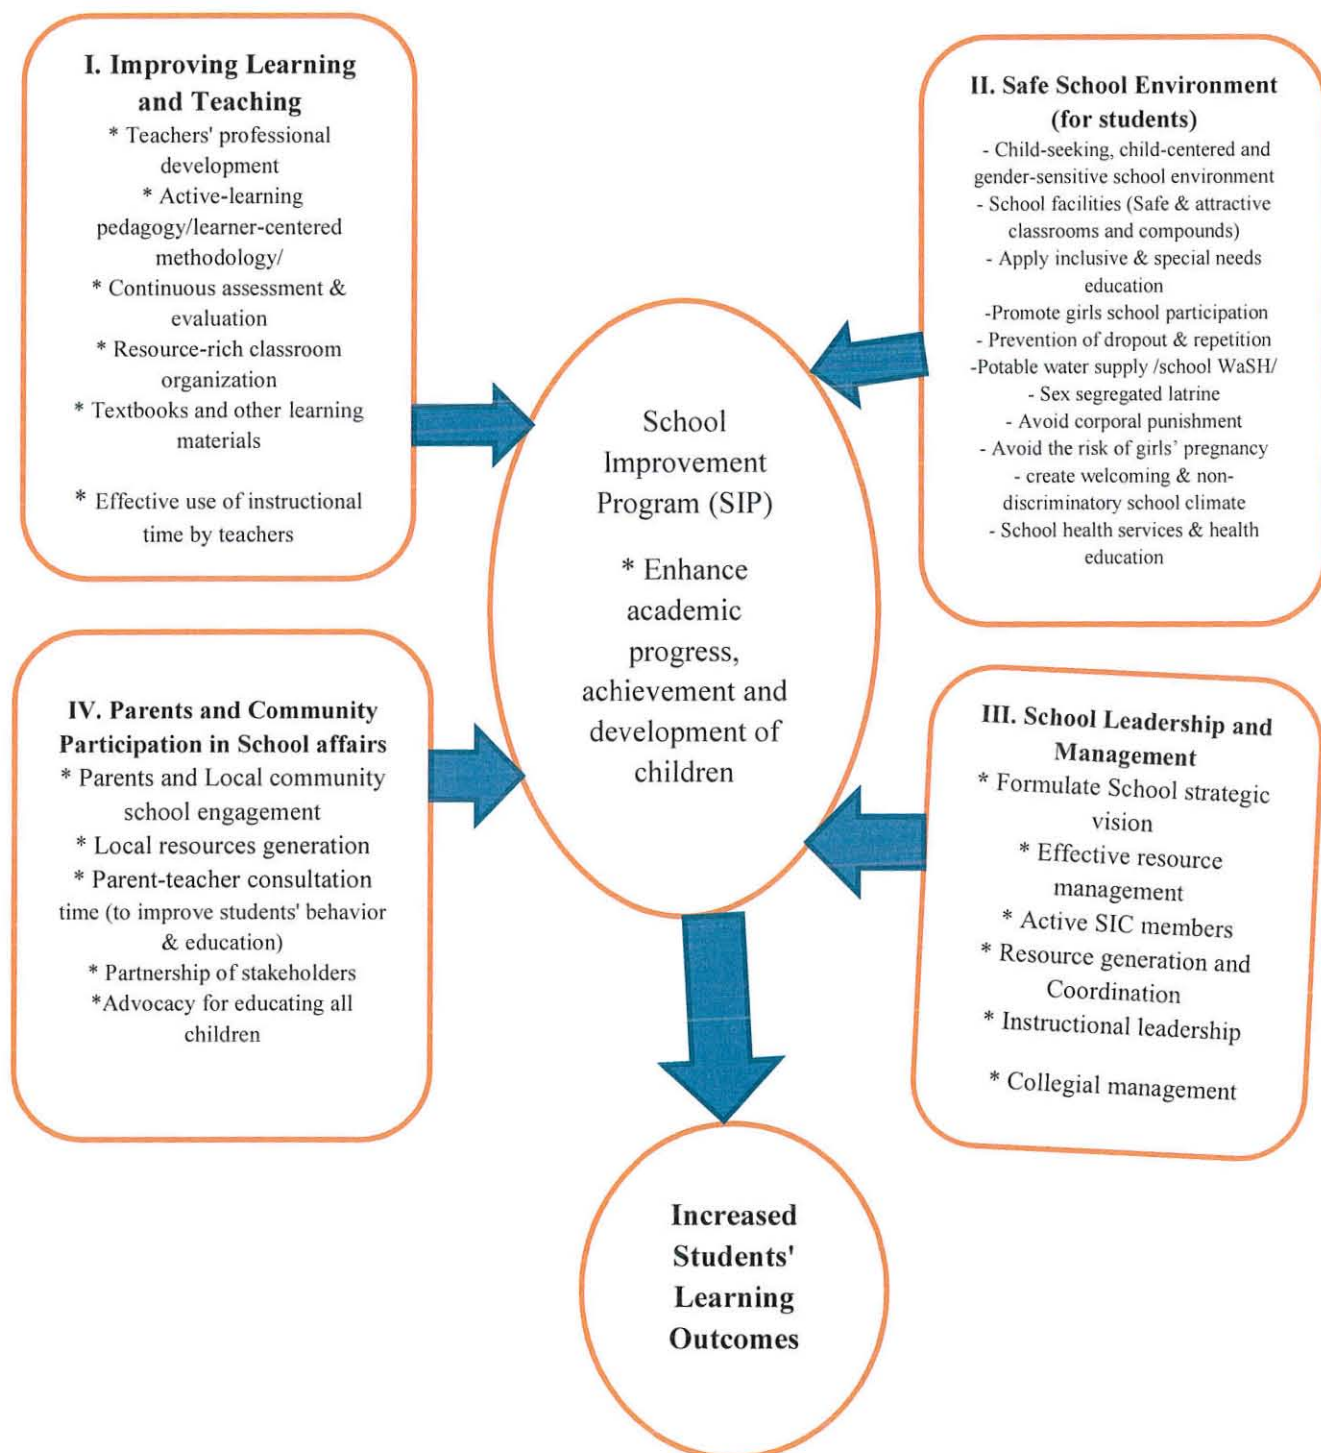 I. Improving Learning
and Teaching
* Teachers' professional
development
* Active-learning
pedagogy/learner-centered
methodology/
* Continuous assessment &
evaluation
* Resource-rich classroom
organization
* Textbooks and other learning
materials
* Effective use of instructional
time by teachers
II. Safe School Environment
(for students)
- Child-seeking, child-centered and
gender-sensitive school environment
- School facilities (Safe & attractive
classrooms and compounds)
- Apply inclusive & special needs
education
-Promote girls school participation
- Prevention of dropout & repetition
-Potable water supply /school WaSH/
- Sex segregated latrine
- Avoid corporal punishment
- Avoid the risk of girls’ pregnancy
- create welcoming & non-
discriminatory school climate
- School health services & health
education
School
Improvement
Program (SIP)
* Enhance
academic
progress,
achievement and
development of
children
IV. Parents and Community
Participation in School affairs
* Parents and Local community
school engagement
* Local resources generation
* Parent-teacher consultation
time (to improve students' behavior
& education)
* Partnership of stakeholders
*Advocacy for educating all
children
III. School Leadership and
Management
* Formulate School strategic
vision
* Effective resource
management
* Active SIC members
* Resource generation and
Coordination
* Instructional leadership
* Collegial management
Increased
Students'
Learning
Outcomes